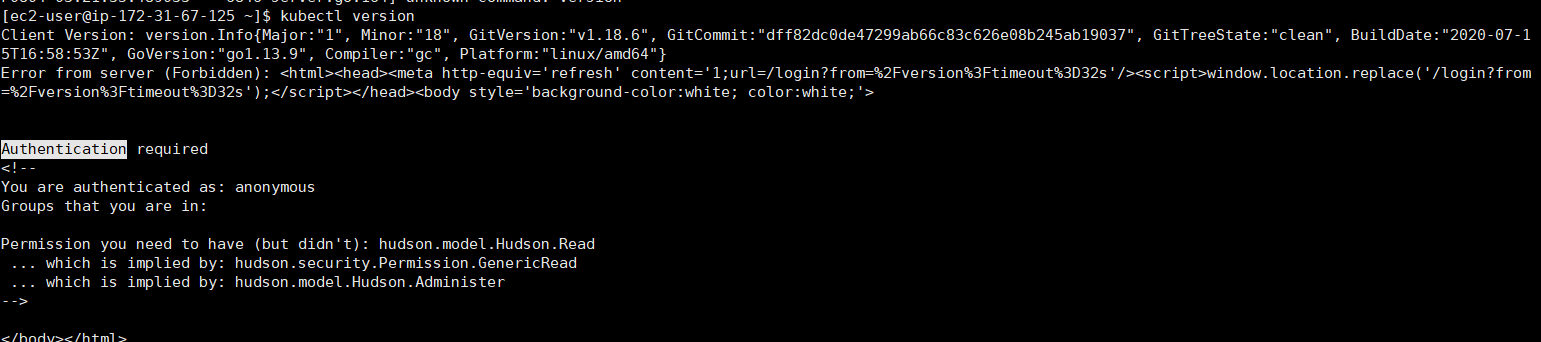 [ec2-user@ip-172-31-67-125 ~]$ kubectl version
Client Version: version.Info{Major:"1", Minor:"18", GitVersion:"v1.18.6", GitCommit:"dff82dc0de47299ab66c83c626e08b245ab19037", GitTreeState:"clean", BuildDate:"2020-07-1
5T16:58:53Z", GoVersion:"go1.13.9", Compiler:"gc", Platform:"linux/amd64"}
Error from server (Forbidden): <html><head><meta http-equiv='refresh' content='1;url=/login?from=%2Fversion%3Ftimeout%3D32s'/><script>window.location.replace('/login?from
=%2Fversion%3Ftimeout%3D32s');</script></head><body style='background-color:white; color:white;'>
Authentication required
<!--
You are authenticated as: anonymous
Groups that you are in:
Permission you need to have (but didn't): hudson.model.Hudson.Read
... which is implied by: hudson.security.Permission.GenericRead
... which is implied by: hudson.model.Hudson.Administer
-->
</body></html>